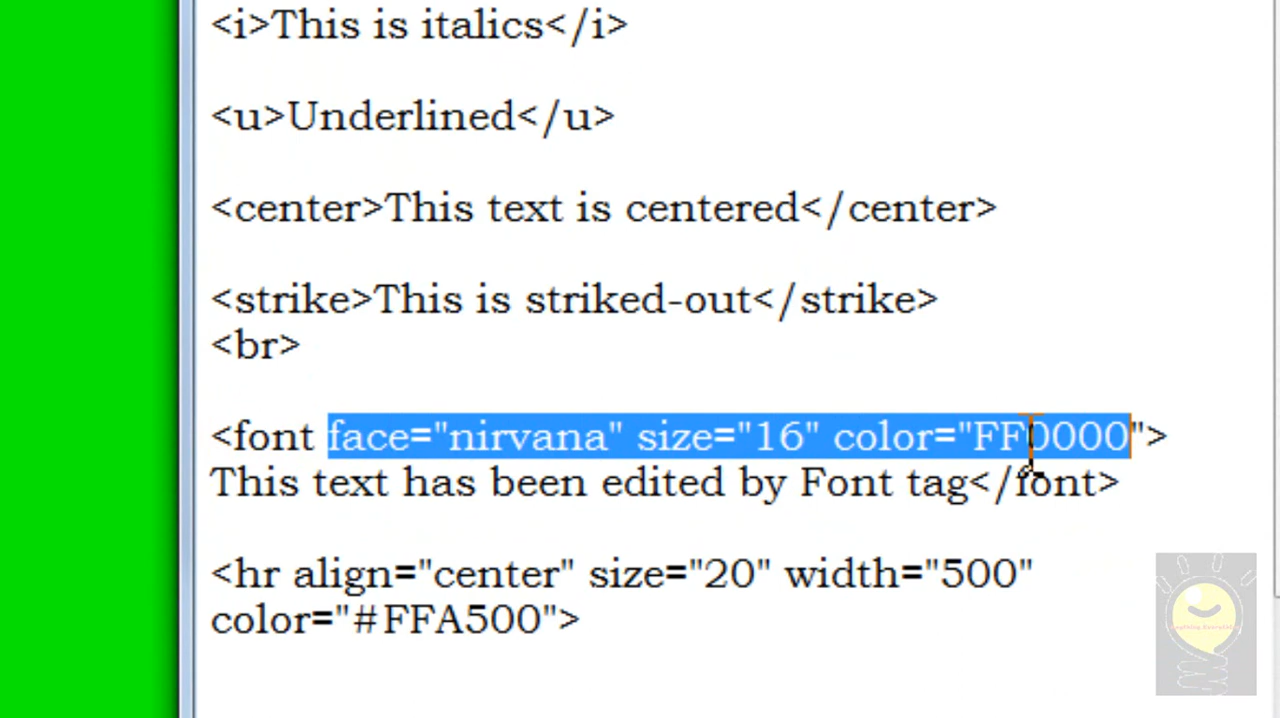 <i>This is italics</i>
<u>Underlined</u>
<center>This text is centered</center>
<strike>This is striked-out</strike>
<br>
<font face="nirvana" size="16" color="FF0000">
This text has been edited by Font tag</font>
<hr align="center" size="20" width="500"
color="#FFA500">